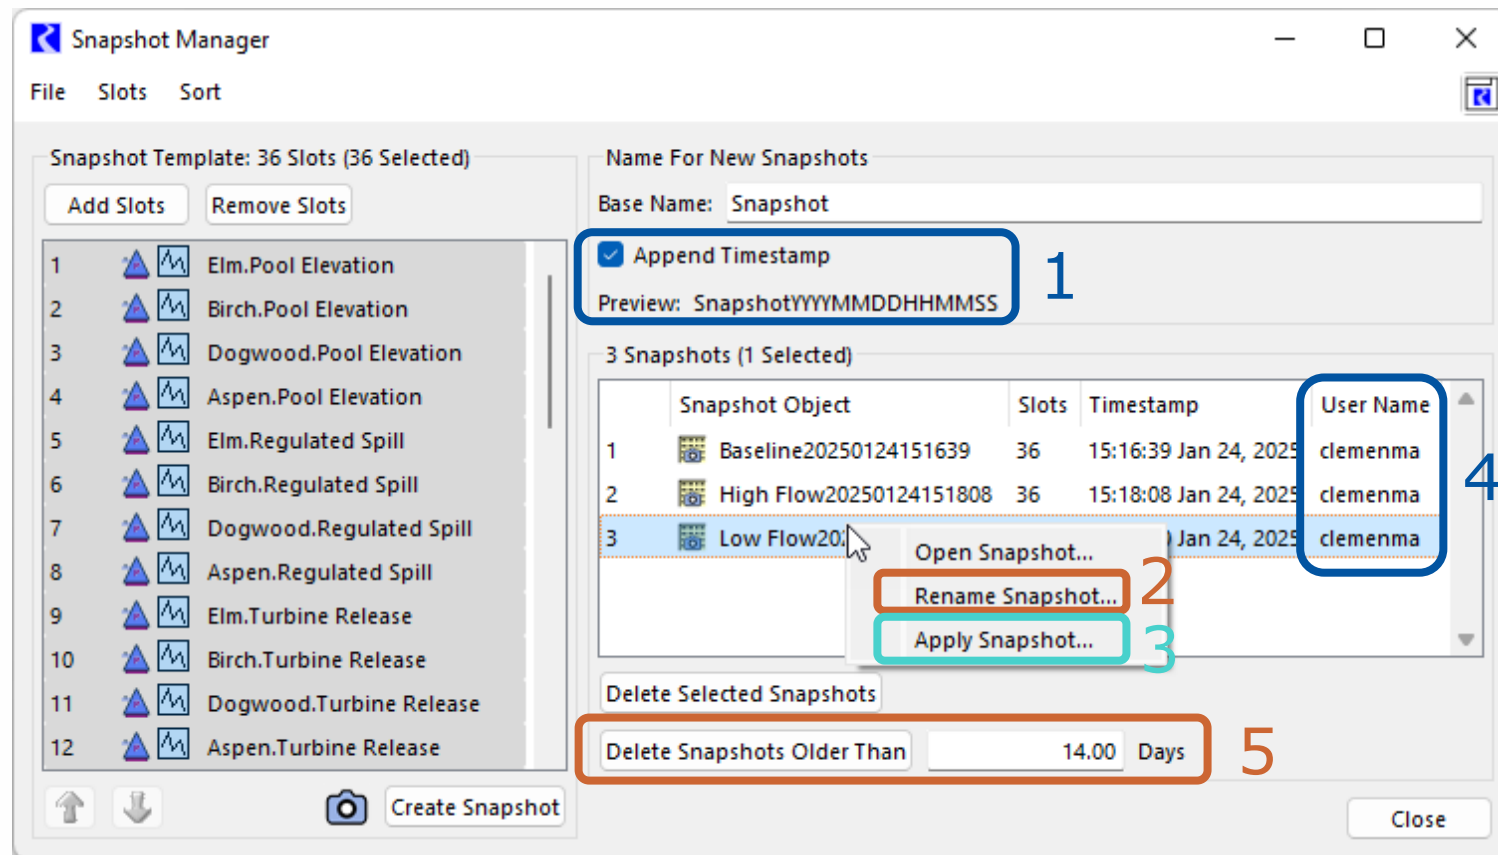 Snapshot Manager
File Slots Sort
Snapshot Template: 36 Slots (36 Selected)
Add Slots Remove Slots
1 Elm.Pool Elevation
2 Birch.Pool Elevation
3 Dogwood.Pool Elevation
4 Aspen.Pool Elevation
5 Elm.Regulated Spill
6 Birch.Regulated Spill
7 Dogwood.Regulated Spill
8 Aspen.Regulated Spill
9 Elm.Turbine Release
10 Birch.Turbine Release
11 Dogwood.Turbine Release
12 Aspen.Turbine Release
Create Snapshot
Name For New Snapshots
Base Name: Snapshot
Append Timestamp
Preview: SnapshotYYYYMMDDHHMMSS
1
3 Snapshots (1 Selected)
Snapshot Object Slots Timestamp User Name
1 Baseline20250124151639 36 15:16:39 Jan 24, 2025 clemenma
2 High Flow20250124151808 36 15:18:08 Jan 24, 2025 clemenma
3 Low Flow202 Jan 24, 2025 clemenma
4
Open Snapshot...
Rename Snapshot... 2
Apply Snapshot... 3
Delete Selected Snapshots
Delete Snapshots Older Than 14.00 Days 5
Close